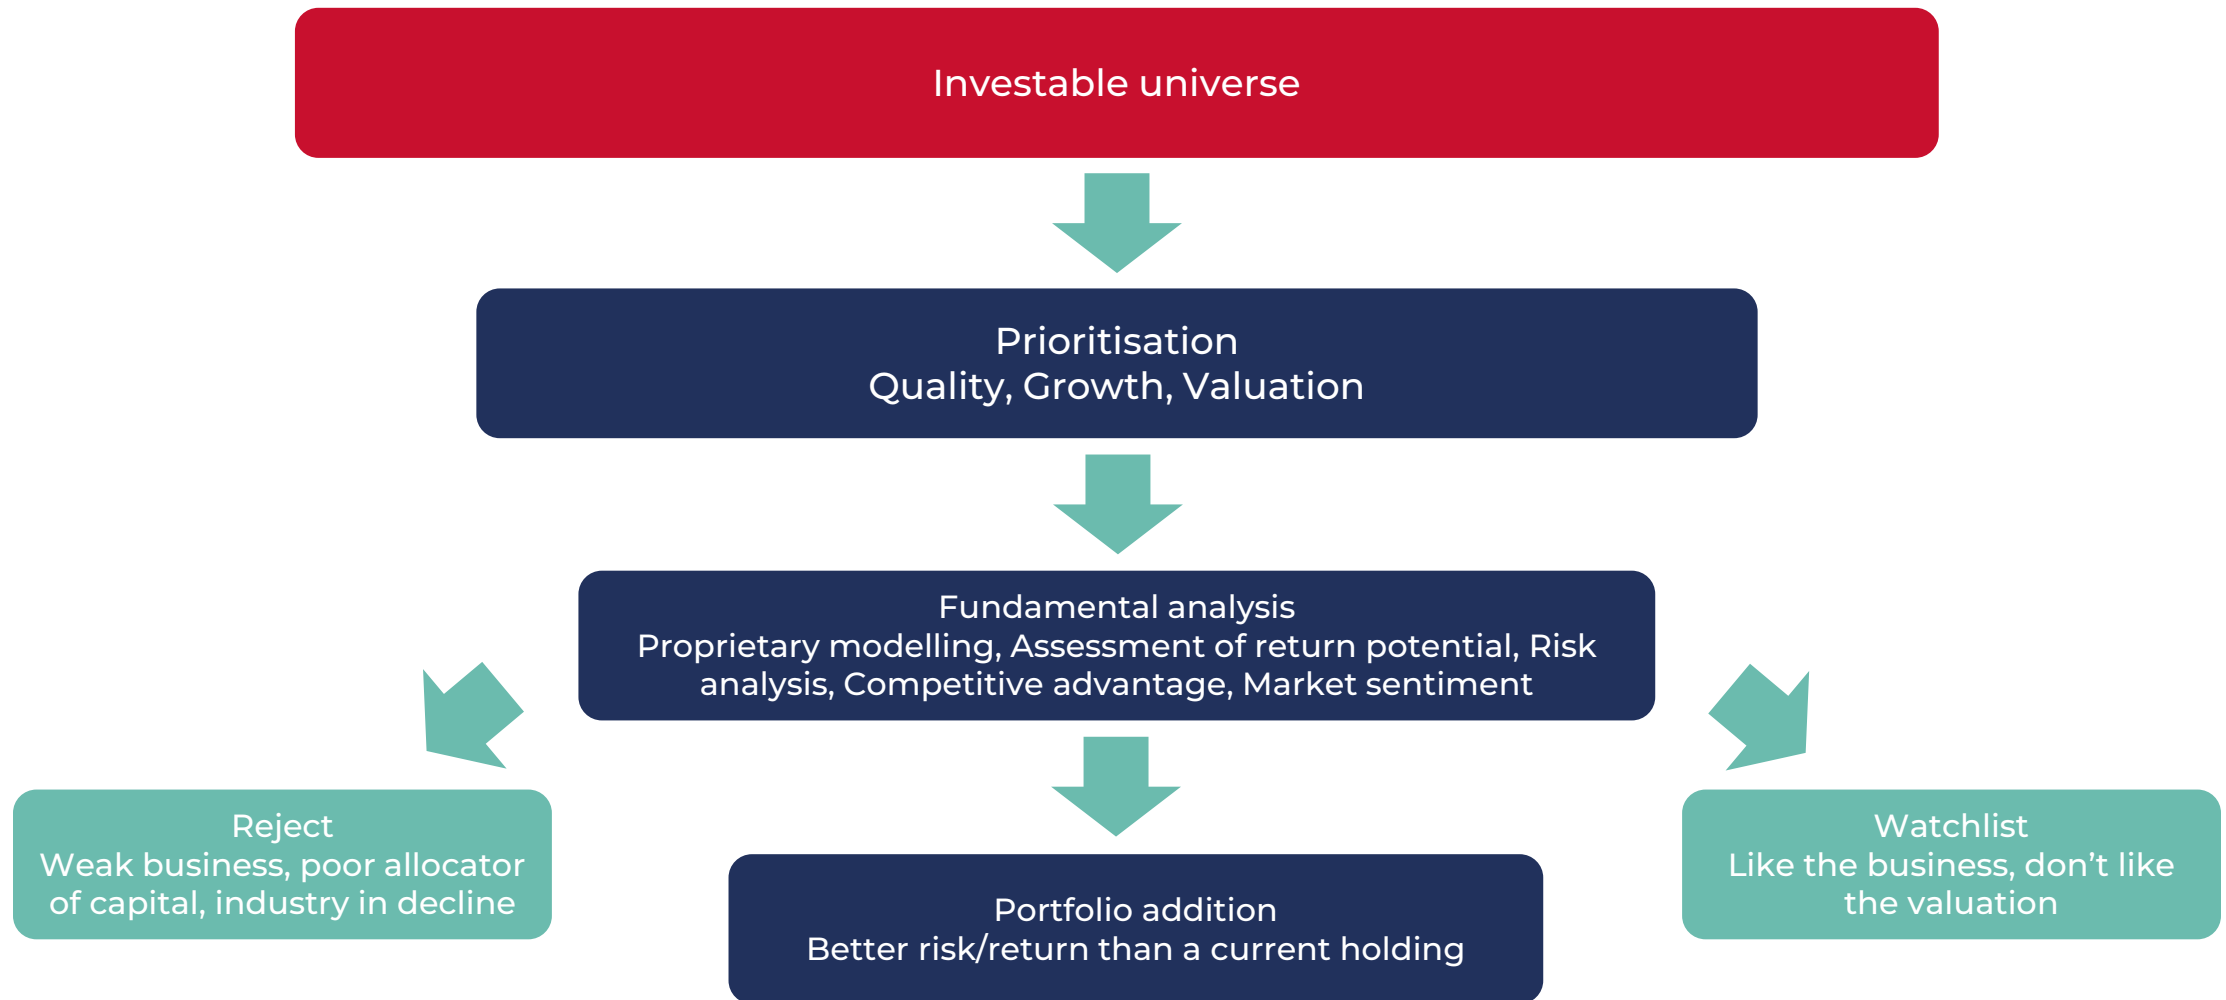 Investable universe
Prioritisation
Quality, Growth, Valuation
Fundamental analysis
Proprietary modelling, Assessment of return potential, Risk
analysis, Competitive advantage, Market sentiment
Reject
Weak business, poor allocator
of capital, industry in decline
Portfolio addition
Better risk/return than a current holding
Watchlist
Like the business, don’t like
the valuation